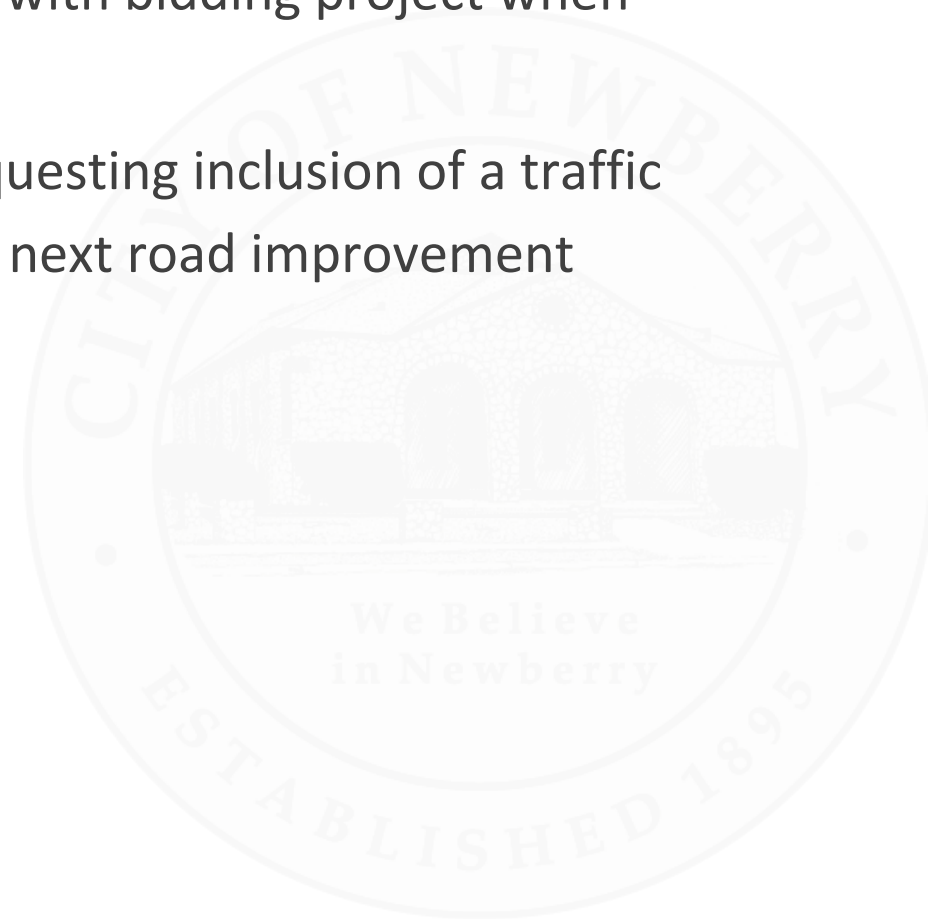 with bidding project when
questing inclusion of a traffic
next road improvement
CITY OF NEWBERRY
We Believe
in Newberry
ESTABLISHED 1895